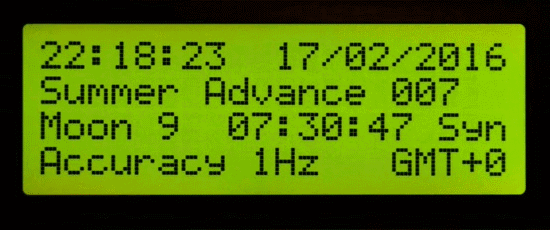 22:18:23 17/02/2016
Summer Advance 007
Moon 9 07:30:47 Syn
Accuracy 1Hz GMT+0